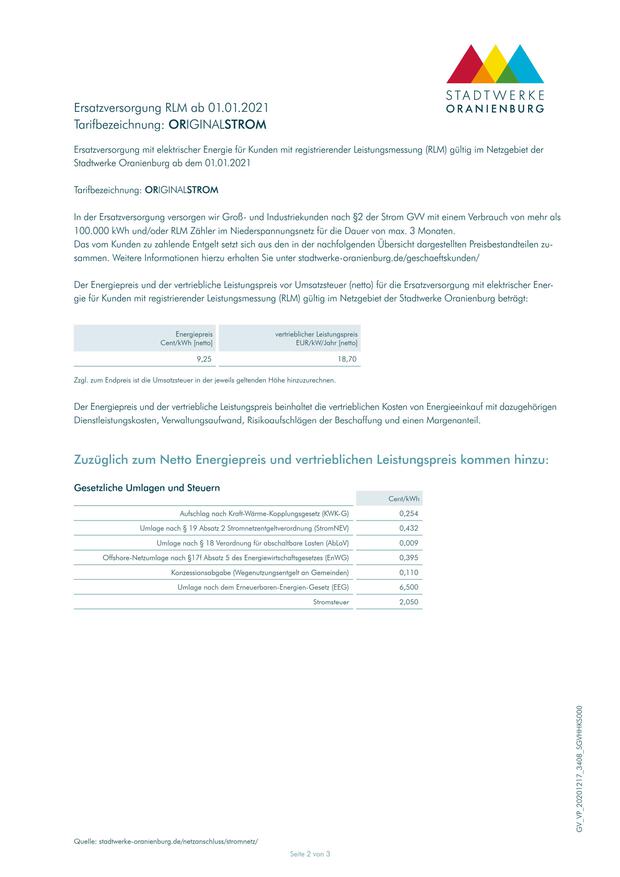 STADTWERKE
ORANIENBURG
Ersatzversorgung RLM ab 01.01.2021
Tarifbezeichnung: ORIGINALSTROM
Ersatzversorgung mit elektrischer Energie für Kunden mit registrierender Leistungsmessung (RLM) gültig im Netzgebiet der
Stadtwerke Oranienburg ab dem 01.01.2021
Tarifbezeichnung: ORIGINALSTROM
In der Ersatzversorgung versorgen wir Groß- und Industriekunden nach §2 der Strom GVV mit einem Verbrauch von mehr als
100.000 kWh und/oder RLM Zähler im Niederspannungsnetz für die Dauer von max. 3 Monaten.
Das vom Kunden zu zahlende Entgelt setzt sich aus den in der nachfolgenden Übersicht dargestellten Preisbestandteilen zu-
sammen. Weitere Informationen hierzu erhalten Sie unter stadtwerke-oranienburg.de/geschaeftskunden/
Der Energiepreis und der vertriebliche Leistungspreis vor Umsatzsteuer (netto) für die Ersatzversorgung mit elektrischer Ener-
gie für Kunden mit registrierender Leistungsmessung (RLM) gültig im Netzgebiet der Stadtwerke Oranienburg beträgt:
Energiepreis vertrieblicher Leistungspreis
Cent/kWh [netto] EUR/kW/Jahr [netto]
9,25 18,70
Zzgl. zum Endpreis ist die Umsatzsteuer in der jeweils geltenden Höhe hinzuzurechnen.
Der Energiepreis und der vertriebliche Leistungspreis beinhaltet die vertrieblichen Kosten von Energieeinkauf mit dazugehörigen
Dienstleistungskosten, Verwaltungsaufwand, Risikoaufschlägen der Beschaffung und einen Margenanteil.
Zuzüglich zum Netto Energiepreis und vertrieblichen Leistungspreis kommen hinzu:
Gesetzliche Umlagen und Steuern
Cent/kWh
Aufschlag nach Kraft-Wärme-Kopplungsgesetz (KWK-G) 0,254
Umlage nach § 19 Absatz 2 Stromnetzentgeltverordnung (StromNEV) 0,432
Umlage nach § 18 Verordnung für abschaltbare Lasten (AbLaV) 0,009
Offshore-Netzumlage nach §17f Absatz 5 des Energiewirtschaftsgesetzes (EnWG) 0,395
Konzessionsabgabe (Wegenutzungsentgelt an Gemeinden) 0,110
Umlage nach dem Erneuerbaren-Energien-Gesetz (EEG) 6,500
Stromsteuer 2,050
GV_VP_20201217_3408_SGVHHK5000
Quelle: stadtwerke-oranienburg.de/netzanschluss/stromnetz/
Seite 2 von 3